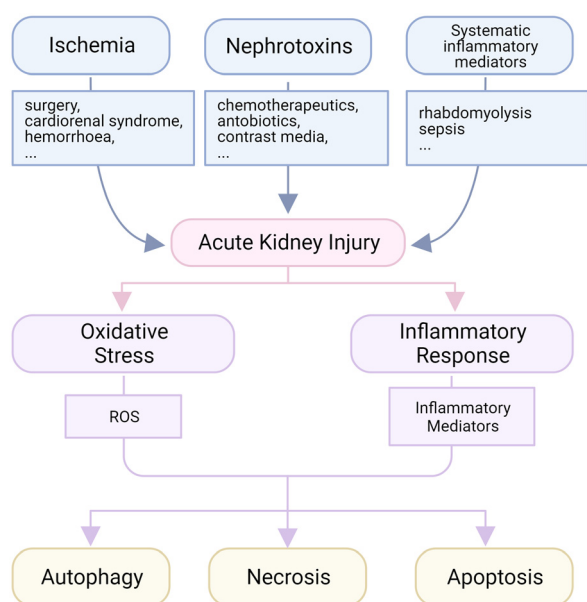 Ischemia
Nephrotoxins
Systematic
inflammatory
mediators
surgery,
cardiorenal syndrome,
hemorrhoea,
...
chemotherapeutics,
antobiotics,
contrast media,
...
rhabdomyolysis
sepsis
...
Acute Kidney Injury
Oxidative
Stress
Inflammatory
Response
ROS
Inflammatory
Mediators
Autophagy
Necrosis
Apoptosis